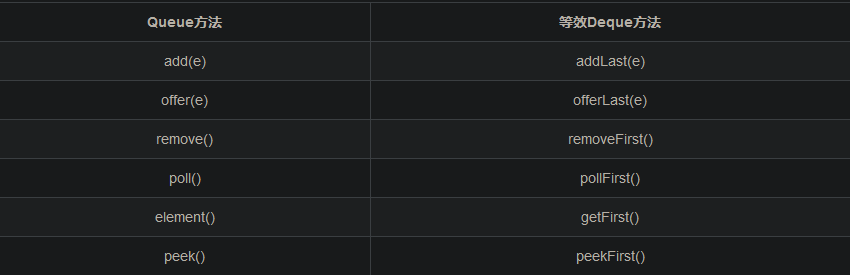 Queue方法 等效Deque方法
add(e) addLast(e)
offer(e) offerLast(e)
remove() removeFirst()
poll() pollFirst()
element() getFirst()
peek() peekFirst()